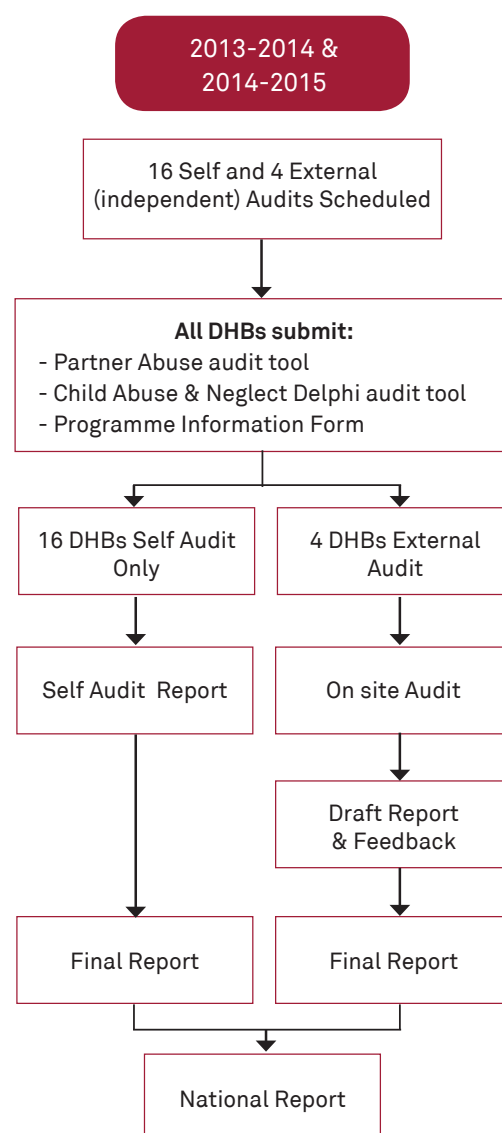 2013-2014 &
2014-2015
16 Self and 4 External
(independent) Audits Scheduled
All DHBs submit:
- Partner Abuse audit tool
- Child Abuse & Neglect Delphi audit tool
- Programme Information Form
16 DHBs Self Audit
Only
4 DHBs External
Audit
Self Audit Report
On site Audit
Draft Report
& Feedback
Final Report
Final Report
National Report